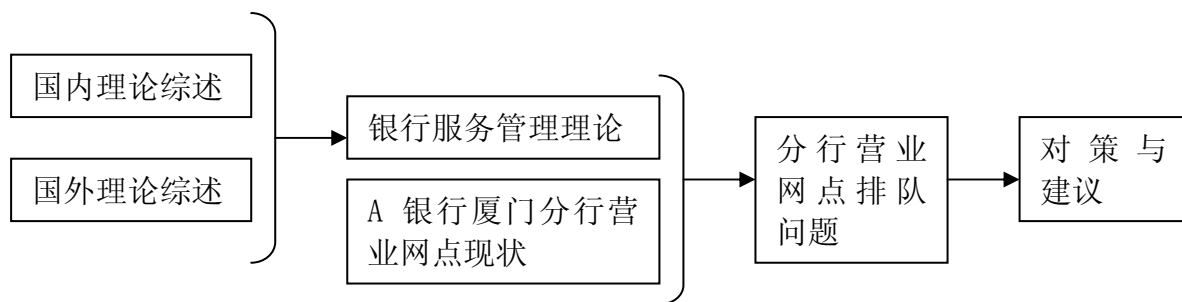 国内理论综述
国外理论综述
银行服务管理理论
A 银行厦门分行营
业网点现状
分行营业
网点排队
问题
对策与
建议